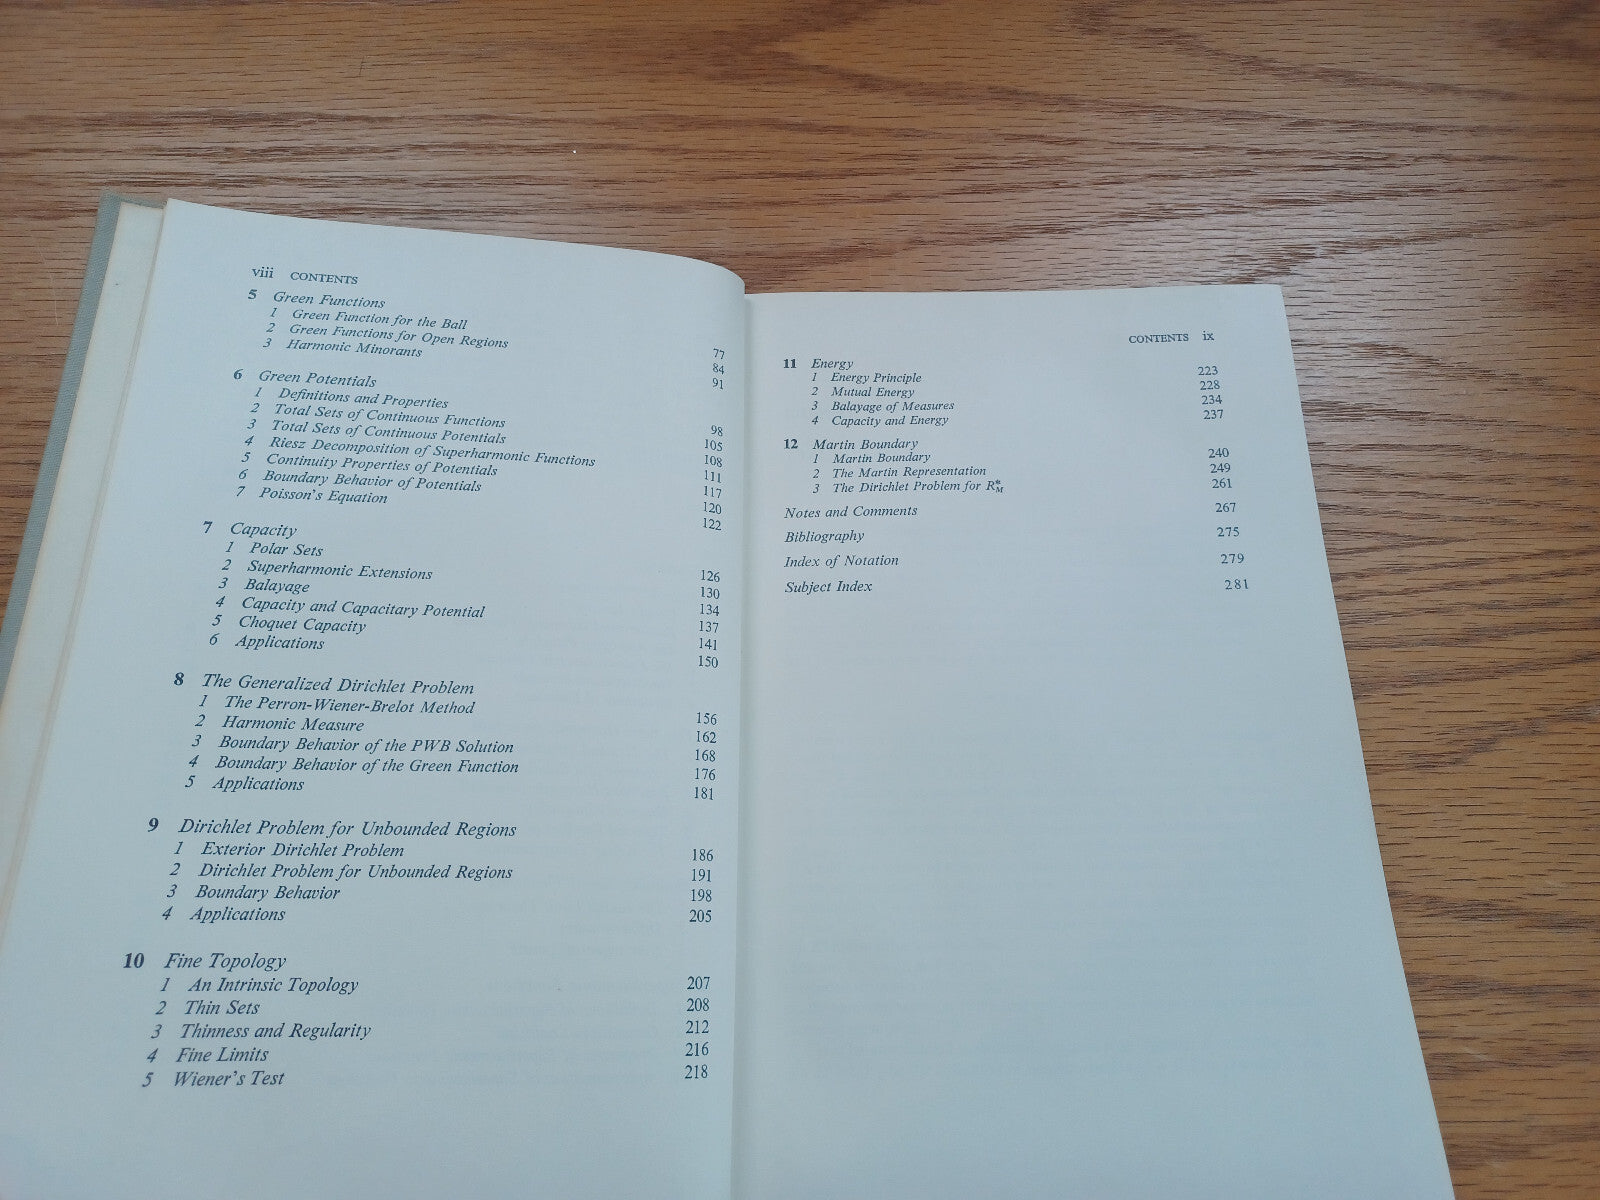 viii CONTENTS
5 Green Functions
1 Green Function for the Ball 77
2 Green Functions for Open Regions 84
3 Harmonic Minorants 91
6 Green Potentials
1 Definitions and Properties 98
2 Total Sets of Continuous Functions 105
3 Total Sets of Continuous Potentials 108
4 Riesz Decomposition of Superharmonic Functions 111
5 Continuity Properties of Potentials 117
6 Boundary Behavior of Potentials 120
7 Poisson's Equation 122
7 Capacity
1 Polar Sets 126
2 Superharmonic Extensions 130
3 Balayage 134
4 Capacity and Capacitary Potential 137
5 Choquet Capacity 141
6 Applications 150
8 The Generalized Dirichlet Problem
1 The Perron-Wiener-Brelot Method 156
2 Harmonic Measure 162
3 Boundary Behavior of the PWB Solution 168
4 Boundary Behavior of the Green Function 176
5 Applications 181
9 Dirichlet Problem for Unbounded Regions
1 Exterior Dirichlet Problem 186
2 Dirichlet Problem for Unbounded Regions 191
3 Boundary Behavior 198
4 Applications 205
10 Fine Topology
1 An Intrinsic Topology 207
2 Thin Sets 208
3 Thinness and Regularity 212
4 Fine Limits 216
5 Wiener's Test 218
CONTENTS ix
11 Energy
1 Energy Principle 223
2 Mutual Energy 228
3 Balayage of Measures 234
4 Capacity and Energy 237
12 Martin Boundary
1 Martin Boundary 240
2 The Martin Representation 249
3 The Dirichlet Problem for R*M 261
Notes and Comments 267
Bibliography 275
Index of Notation 279
Subject Index 281